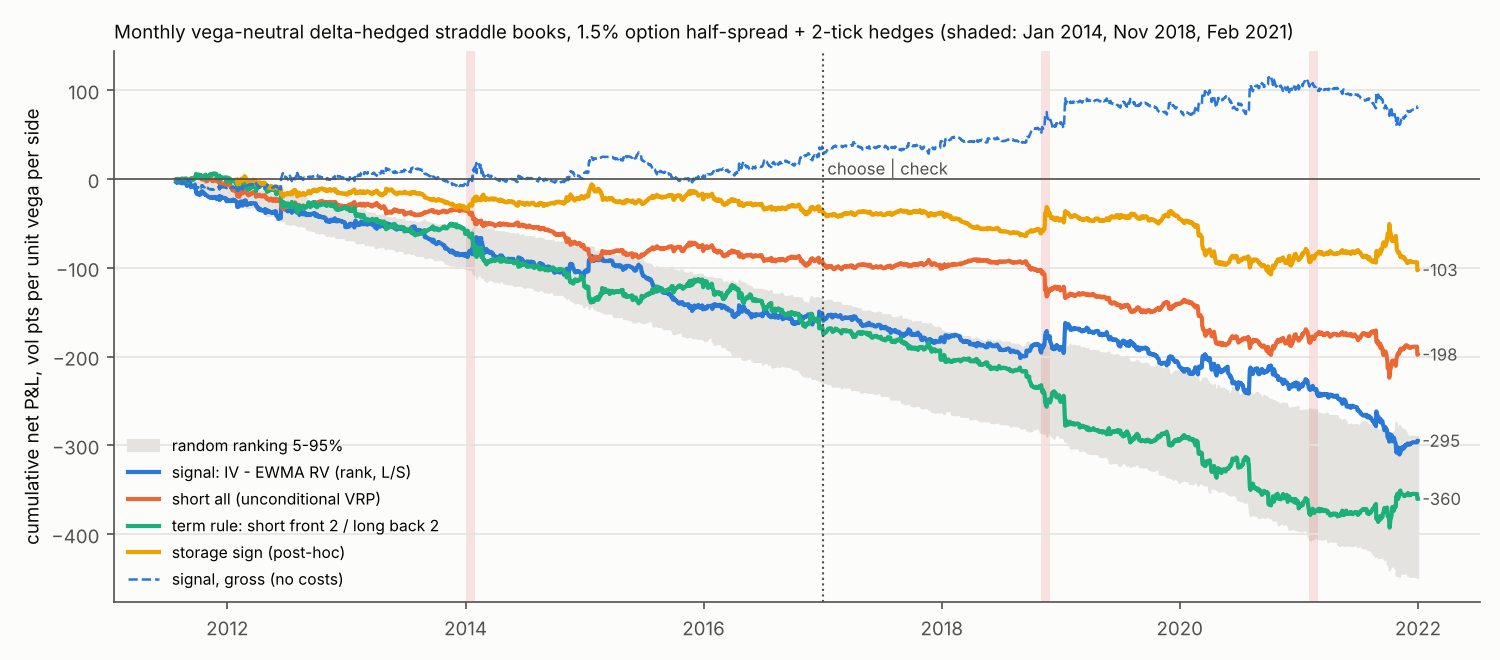 Monthly vega-neutral delta-hedged straddle books, 1.5% option half-spread + 2-tick hedges (shaded: Jan 2014, Nov 2018, Feb 2021)
cumulative net P&L, vol pts per unit vega per side
100
0
−100
−200
−300
−400
choose | check
-103
-198
-295
-360
random ranking 5-95%
signal: IV - EWMA RV (rank, L/S)
short all (unconditional VRP)
term rule: short front 2 / long back 2
storage sign (post-hoc)
signal, gross (no costs)
2012
2014
2016
2018
2020
2022